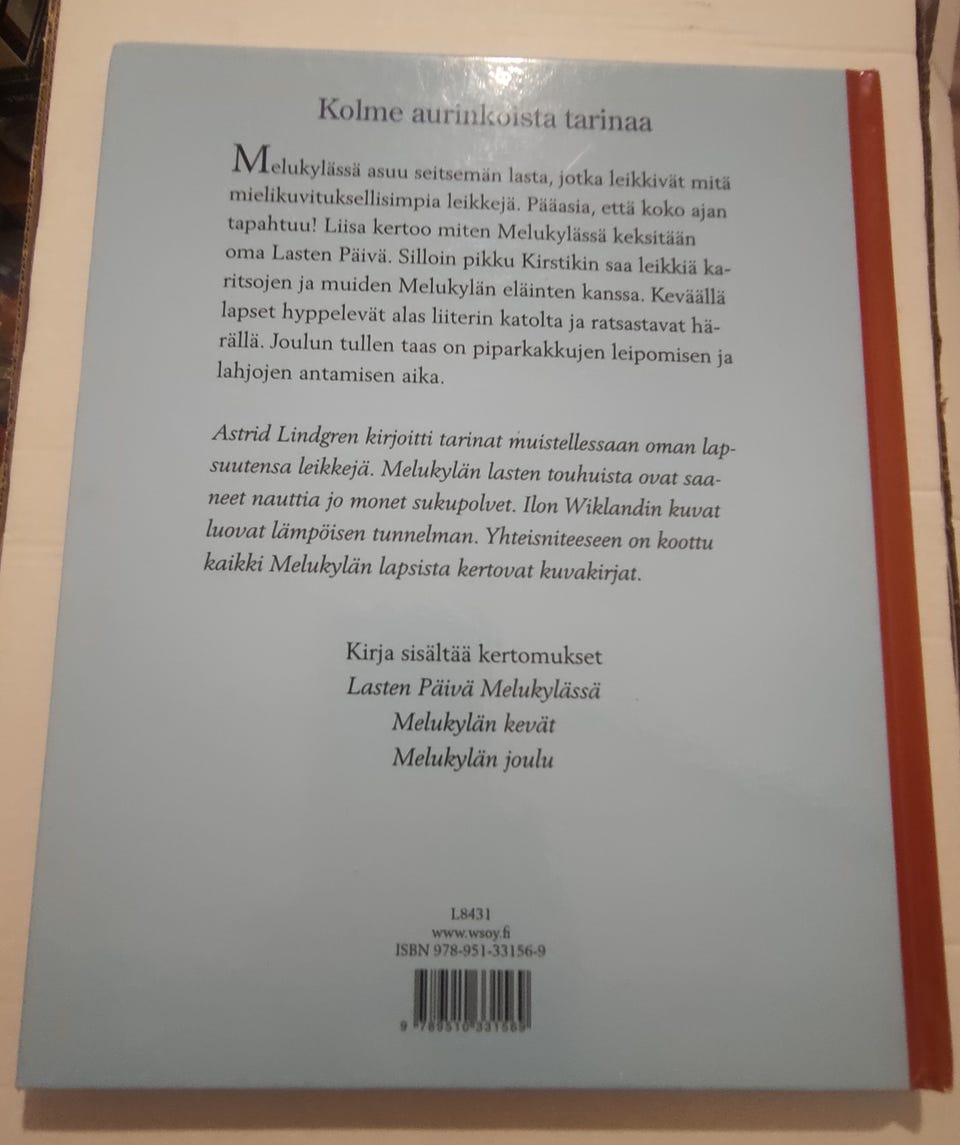 Kolme aurinkoista tarinaa
Melukylässä asuu seitsemän lasta, jotka leikkivät mitä
mielikuvituksellisimpia leikkejä. Pääasia, että koko ajan
tapahtuu! Liisa kertoo miten Melukylässä keksitään
oma Lasten Päivä. Silloin pikku Kirstikin saa leikkiä ka-
ritsojen ja muiden Melukylän eläinten kanssa. Keväällä
lapset hyppelevät alas liiterin katolta ja ratsastavat hä-
rällä. Joulun tullen taas on piparkakkujen leipomisen ja
lahjojen antamisen aika.
Astrid Lindgren kirjoitti tarinat muistellessaan oman lap-
suutensa leikkejä. Melukylän lasten touhuista ovat saa-
neet nauttia jo monet sukupolvet. Ilon Wiklandin kuvat
luovat lämpöisen tunnelman. Yhteisniteeseen on koottu
kaikki Melukylän lapsista kertovat kuvakirjat.
Kirja sisältää kertomukset
Lasten Päivä Melukylässä
Melukylän kevät
Melukylän joulu
L8431
www.wsoy.fi
ISBN 978-951-33156-9
9 789510 331569